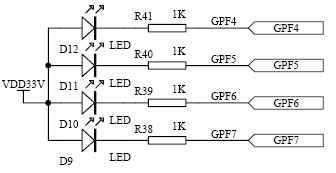 R41 1K GPF4 GPF4
D12 LED R40 1K GPF5 GPF5
VDD33V D11 LED R39 1K GPF6 GPF6
D10 LED R38 1K GPF7 GPF7
D9 LED